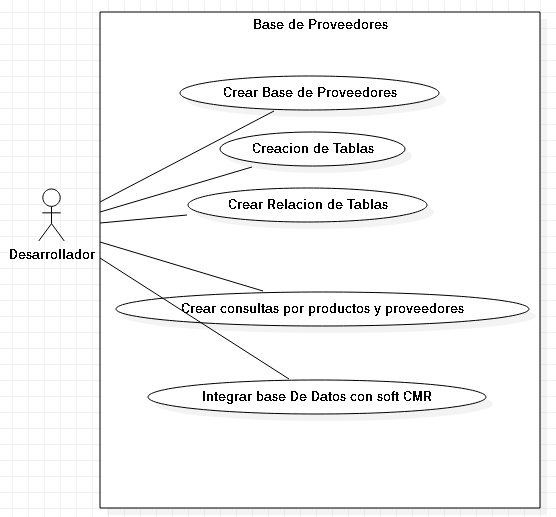 Base de Proveedores
Crear Base de Proveedores
Creacion de Tablas
Crear Relacion de Tablas
Desarrollador
Crear consultas por productos y proveedores
Integrar base De Datos con soft CMR